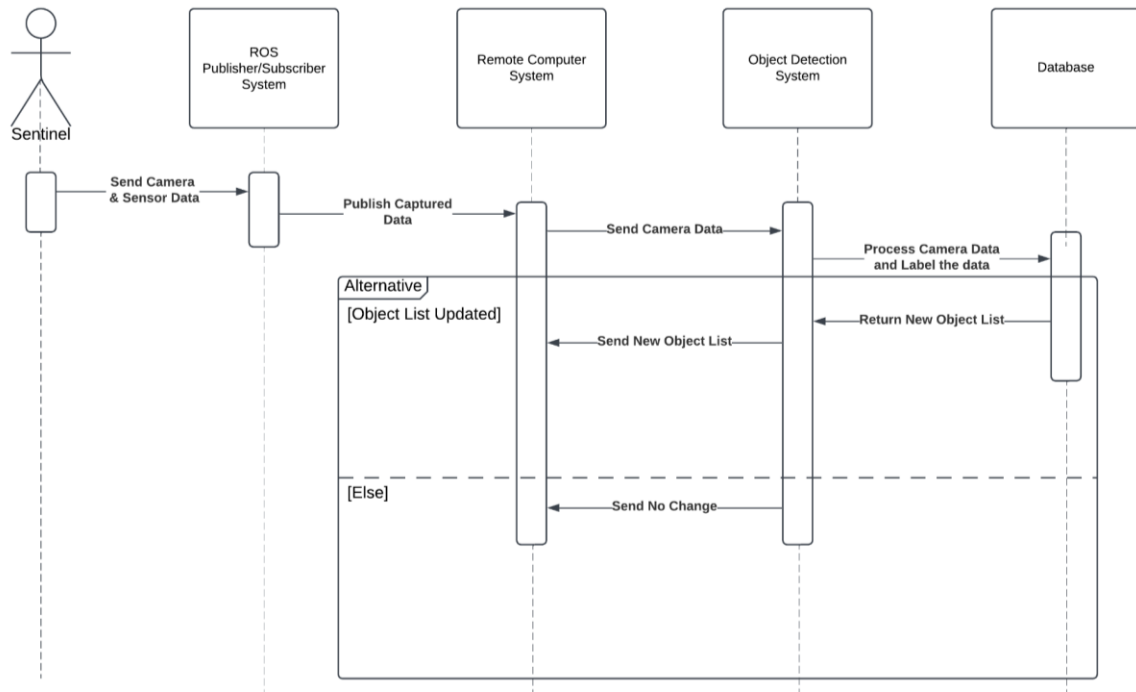 ROS
Publisher/Subscriber
System
Remote Computer
System
Object Detection
System
Database
Sentinel
Send Camera
& Sensor Data
Publish Captured
Data
Send Camera Data
Process Camera Data
and Label the data
Alternative
[Object List Updated]
Return New Object List
Send New Object List
[Else]
Send No Change